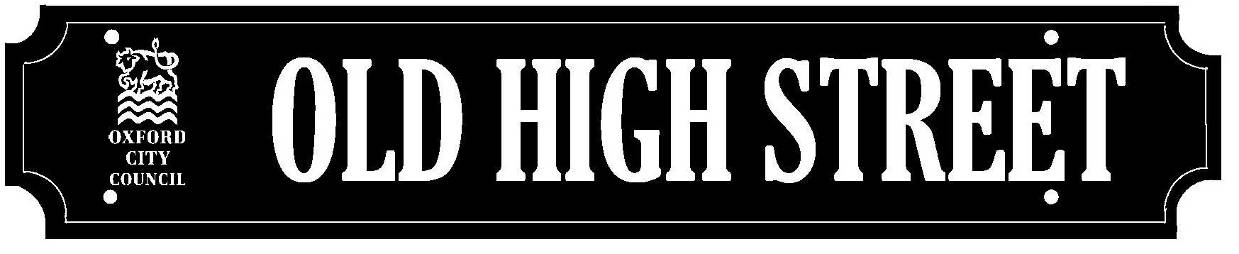 OXFORD
CITY
COUNCIL
OLD HIGH STREET